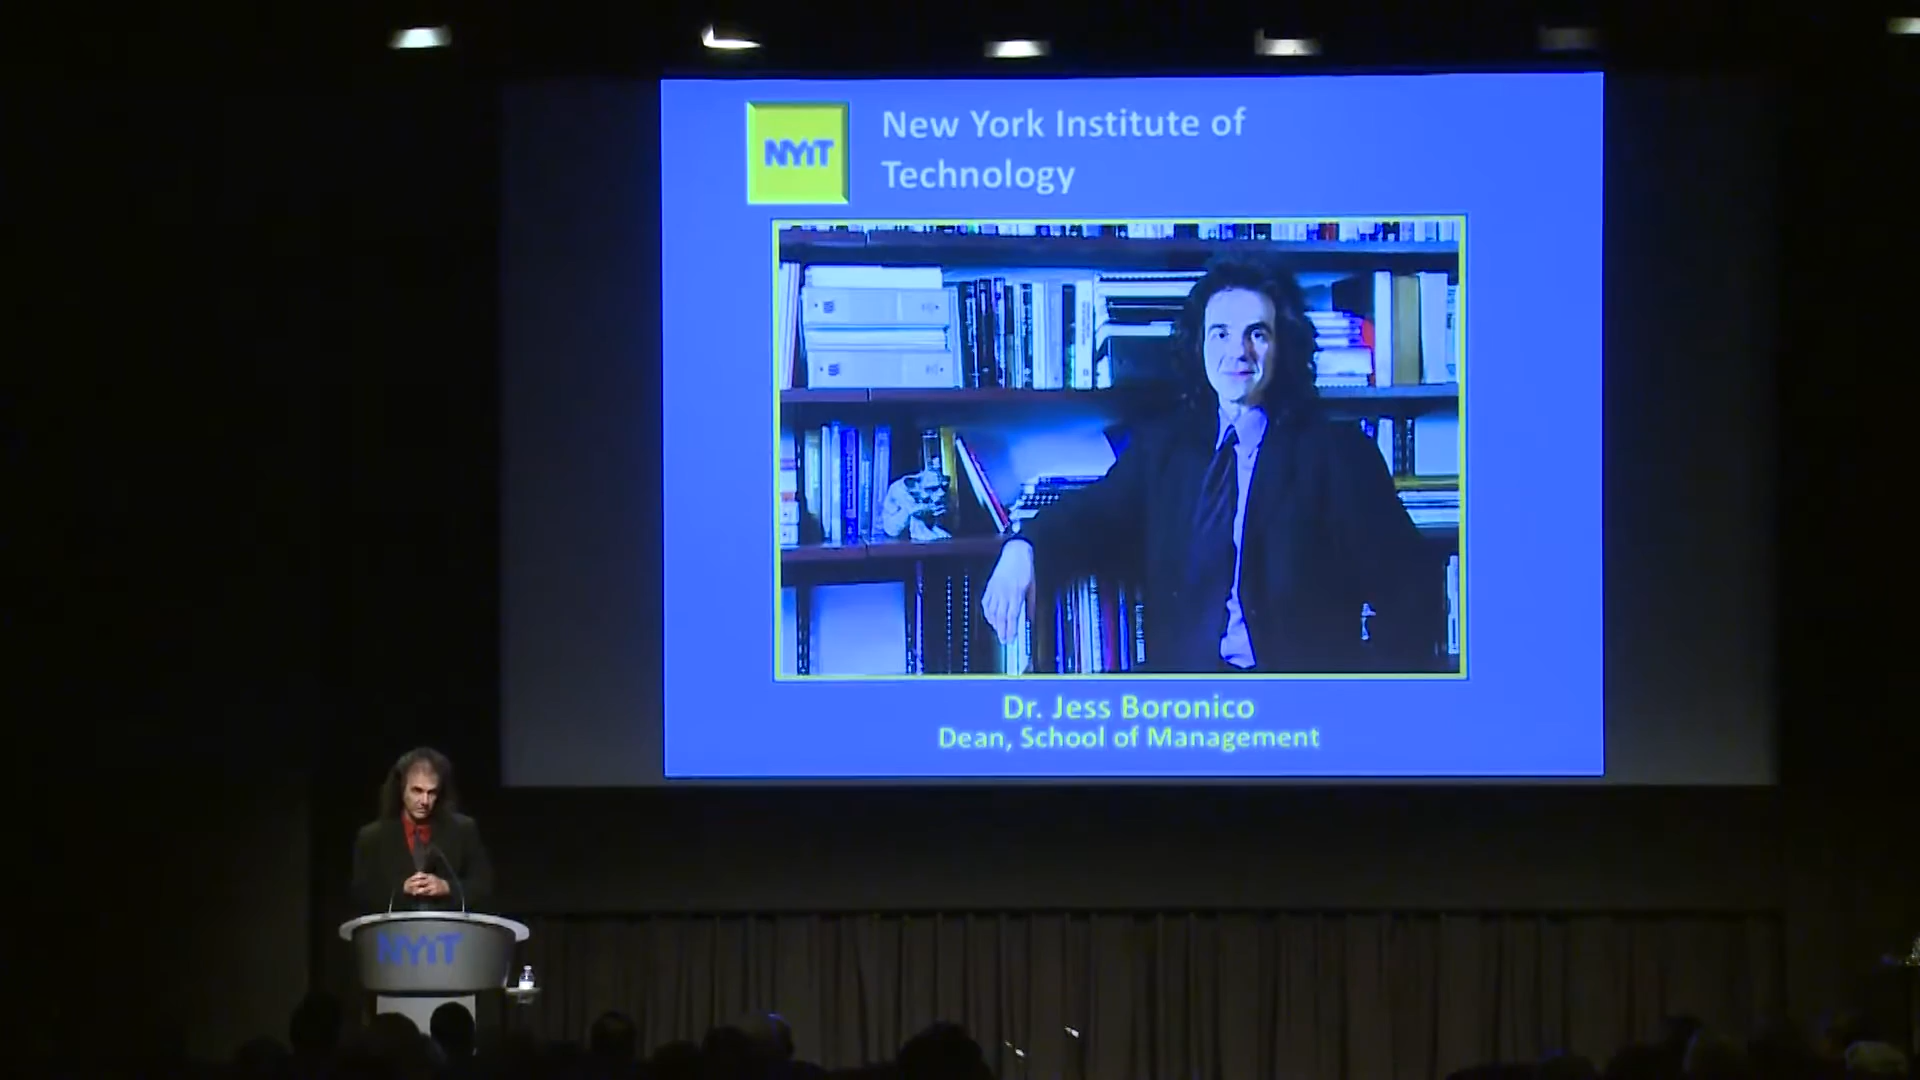 NYiT
New York Institute of
Technology
Dr. Jess Boronico
Dean, School of Management
NYiT